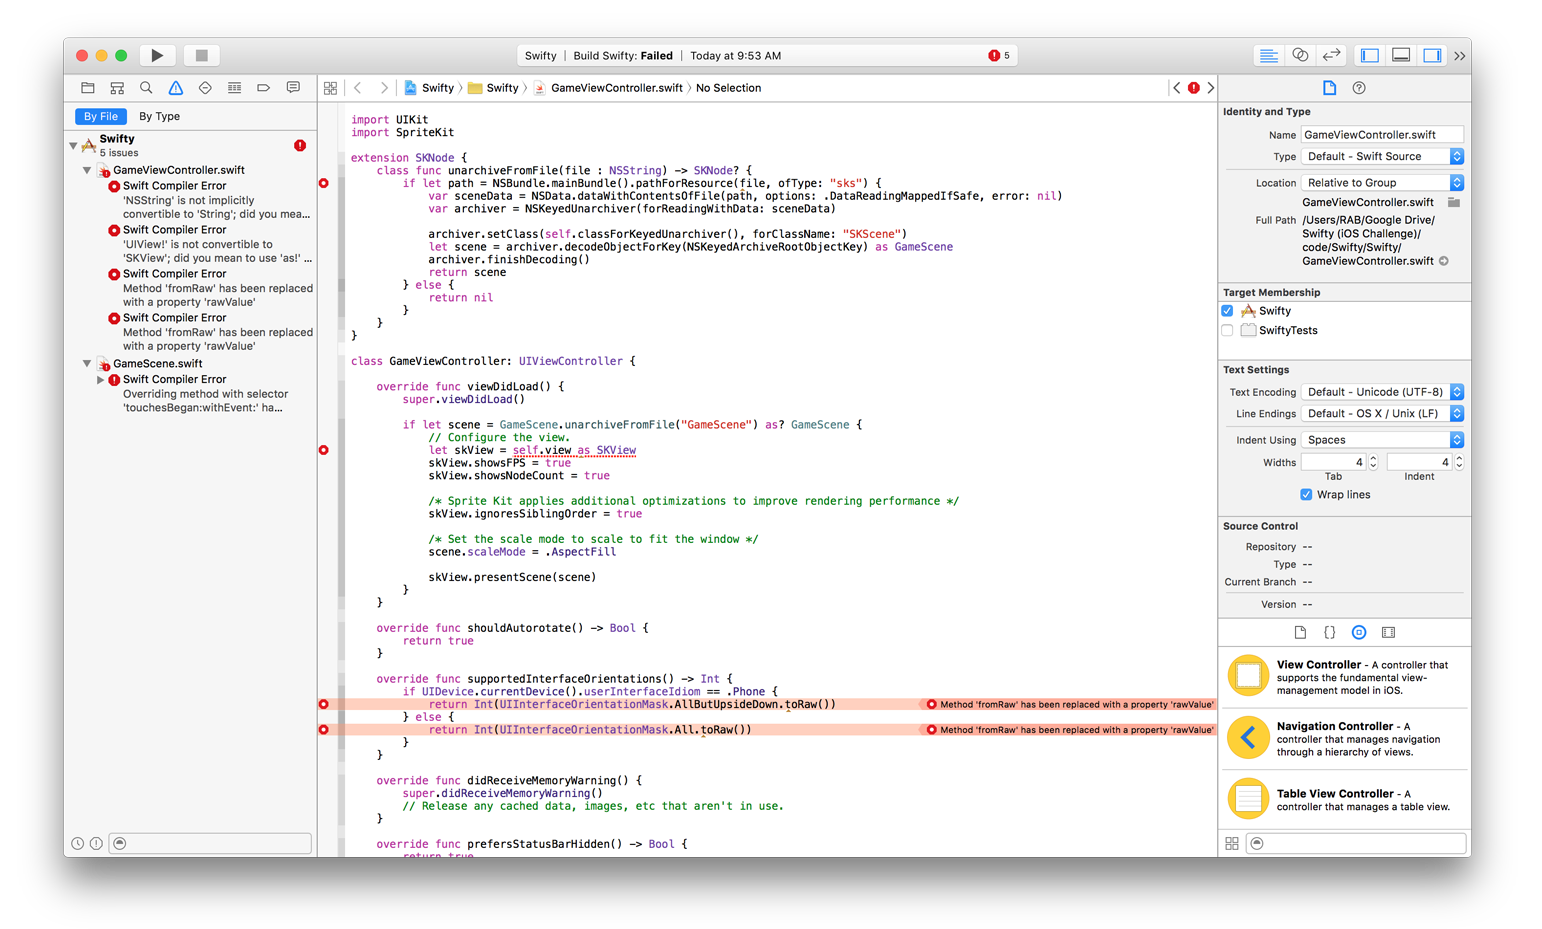 Swifty | Build Swifty: Failed | Today at 9:53 AM
5
By File By Type
Swifty
5 issues
GameViewController.swift
Swift Compiler Error
'NSString' is not implicitly
convertible to 'String'; did you mea...
Swift Compiler Error
'UIView!' is not convertible to
'SKView'; did you mean to use 'as!' ...
Swift Compiler Error
Method 'fromRaw' has been replaced
with a property 'rawValue'
Swift Compiler Error
Method 'fromRaw' has been replaced
with a property 'rawValue'
GameScene.swift
Swift Compiler Error
Overriding method with selector
'touchesBegan:withEvent:' ha...
Swifty Swifty GameViewController.swift No Selection
import UIKit
import SpriteKit
extension SKNode {
class func unarchiveFromFile(file : NSString) -> SKNode? {
if let path = NSBundle.mainBundle().pathForResource(file, ofType: "sks") {
var sceneData = NSData.dataWithContentsOfFile(path, options: .DataReadingMappedIfSafe, error: nil)
var archiver = NSKeyedUnarchiver(forReadingWithData: sceneData)
archiver.setClass(self.classForKeyedUnarchiver(), forClassName: "SKScene")
let scene = archiver.decodeObjectForKey(NSKeyedArchiveRootObjectKey) as GameScene
archiver.finishDecoding()
return scene
} else {
return nil
}
}
}
class GameViewController: UIViewController {
override func viewDidLoad() {
super.viewDidLoad()
if let scene = GameScene.unarchiveFromFile("GameScene") as? GameScene {
// Configure the view.
let skView = self.view as SKView
skView.showsFPS = true
skView.showsNodeCount = true
/* Sprite Kit applies additional optimizations to improve rendering performance */
skView.ignoresSiblingOrder = true
/* Set the scale mode to scale to fit the window */
scene.scaleMode = .AspectFill
skView.presentScene(scene)
}
}
override func shouldAutorotate() -> Bool {
return true
}
override func supportedInterfaceOrientations() -> Int {
if UIDevice.currentDevice().userInterfaceIdiom == .Phone {
return Int(UIInterfaceOrientationMask.AllButUpsideDown.toRaw()) Method 'fromRaw' has been replaced with a property 'rawValue'
} else {
return Int(UIInterfaceOrientationMask.All.toRaw()) Method 'fromRaw' has been replaced with a property 'rawValue'
}
}
override func didReceiveMemoryWarning() {
super.didReceiveMemoryWarning()
// Release any cached data, images, etc that aren't in use.
}
override func prefersStatusBarHidden() -> Bool {
return true
Identity and Type
Name GameViewController.swift
Type Default - Swift Source
Location Relative to Group
GameViewController.swift
Full Path /Users/RAB/Google Drive/
Swifty (iOS Challenge)/
code/Swifty/Swifty/
GameViewController.swift
Target Membership
Swifty
SwiftyTests
Text Settings
Text Encoding Default - Unicode (UTF-8)
Line Endings Default - OS X / Unix (LF)
Indent Using Spaces
Widths 4 4
Tab Indent
Wrap lines
Source Control
Repository --
Type --
Current Branch --
Version --
View Controller - A controller that
supports the fundamental view-
management model in iOS.
Navigation Controller - A
controller that manages navigation
through a hierarchy of views.
Table View Controller - A
controller that manages a table view.